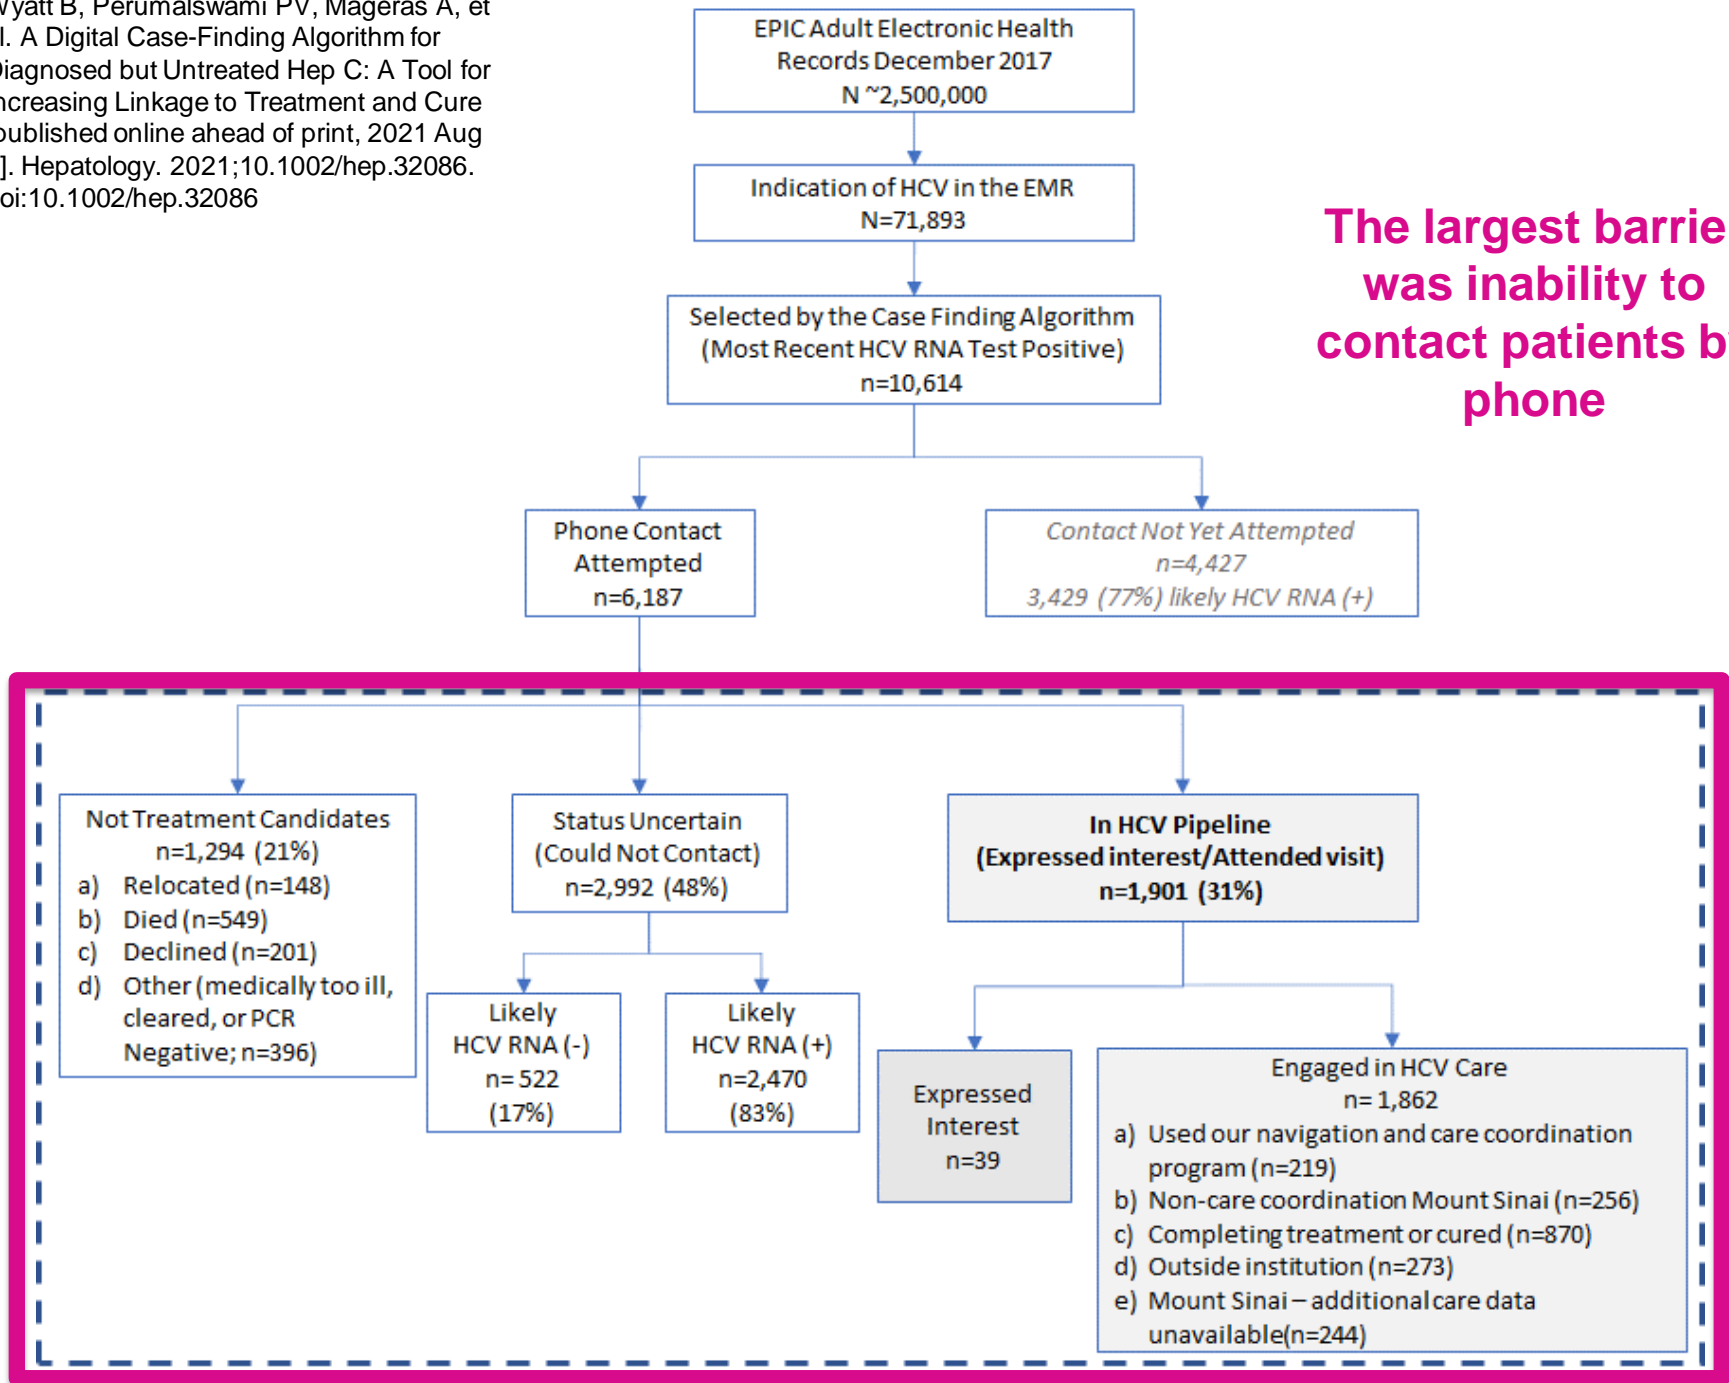 Wyatt B, Perumalswami PV, Mageras A, et
l. A Digital Case-Finding Algorithm for
Diagnosed but Untreated Hep C: A Tool for
ncreasing Linkage to Treatment and Cure
published online ahead of print, 2021 Aug
]. Hepatology. 2021;10.1002/hep.32086.
oi:10.1002/hep.32086
EPIC Adult Electronic Health
Records December 2017
N ~2,500,000
Indication of HCV in the EMR
N=71,893
The largest barrie
was inability to
contact patients by
phone
Selected by the Case Finding Algorithm
(Most Recent HCV RNA Test Positive)
n=10,614
Phone Contact
Attempted
n=6,187
Contact Not Yet Attempted
n=4,427
3,429 (77%) likely HCV RNA (+)
Not Treatment Candidates
n=1,294 (21%)
a) Relocated (n=148)
b) Died (n=549)
c) Declined (n=201)
d) Other (medically too ill,
cleared, or PCR
Negative; n=396)
Status Uncertain
(Could Not Contact)
n=2,992 (48%)
In HCV Pipeline
(Expressed interest/Attended visit)
n=1,901 (31%)
Likely
HCV RNA (-)
n= 522
(17%)
Likely
HCV RNA (+)
n=2,470
(83%)
Expressed
Interest
n=39
Engaged in HCV Care
n= 1,862
a) Used our navigation and care coordination
program (n=219)
b) Non-care coordination Mount Sinai (n=256)
c) Completing treatment or cured (n=870)
d) Outside institution (n=273)
e) Mount Sinai – additional care data
unavailable(n=244)